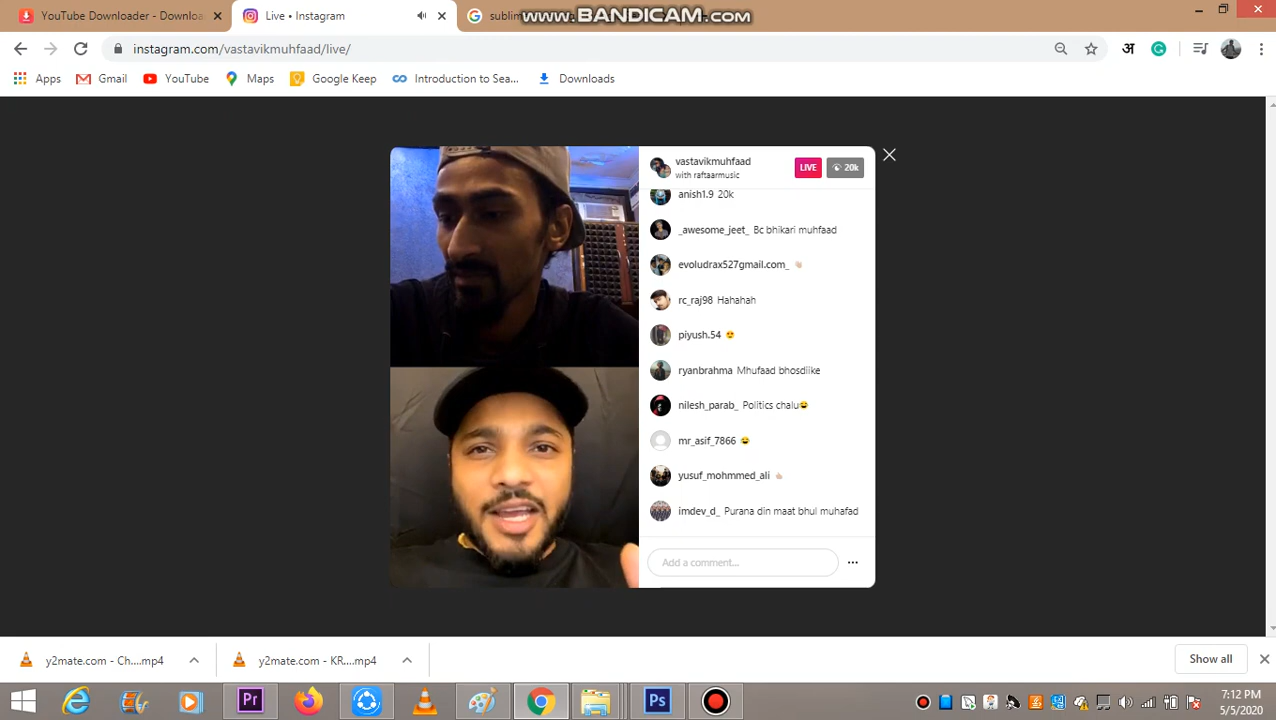 YouTube Downloader - Downloa
Live • Instagram
sublim
www.BANDICAM.com
instagram.com/vastavikmuhfaad/live/
अ
Apps
Gmail
YouTube
Maps
Google Keep
Introduction to Sea...
Downloads
vastavikmuhfaad
with raftaarmusic
LIVE
20k
anish1.9 20k
_awesome_jeet_ Bc bhikari muhfaad
evoludrax527gmail.com_
rc_raj98 Hahahah
piyush.54
ryanbrahma Mhufaad bhosdiike
nilesh_parab_ Politics chalu😂
mr_asif_7866
yusuf_mohmmed_ali
imdev_d_ Purana din maat bhul muhafad
Add a comment...
y2mate.com - Ch....mp4
y2mate.com - KR....mp4
Show all
Pr
Ps
7:12 PM
5/5/2020